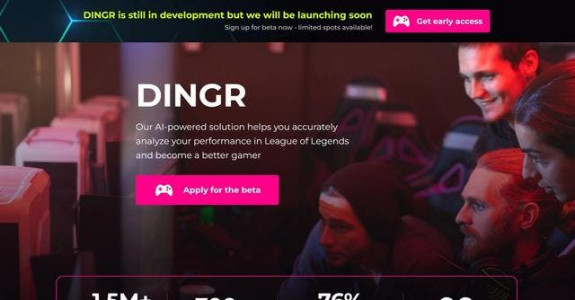 DINGR is still in development but we will be launching soon
Sign up for beta now - limited spots available!
Get early access
DINGR
Our AI-powered solution helps you accurately
analyze your performance in League of Legends
and become a better gamer
Apply for the beta
1.5M+
76%